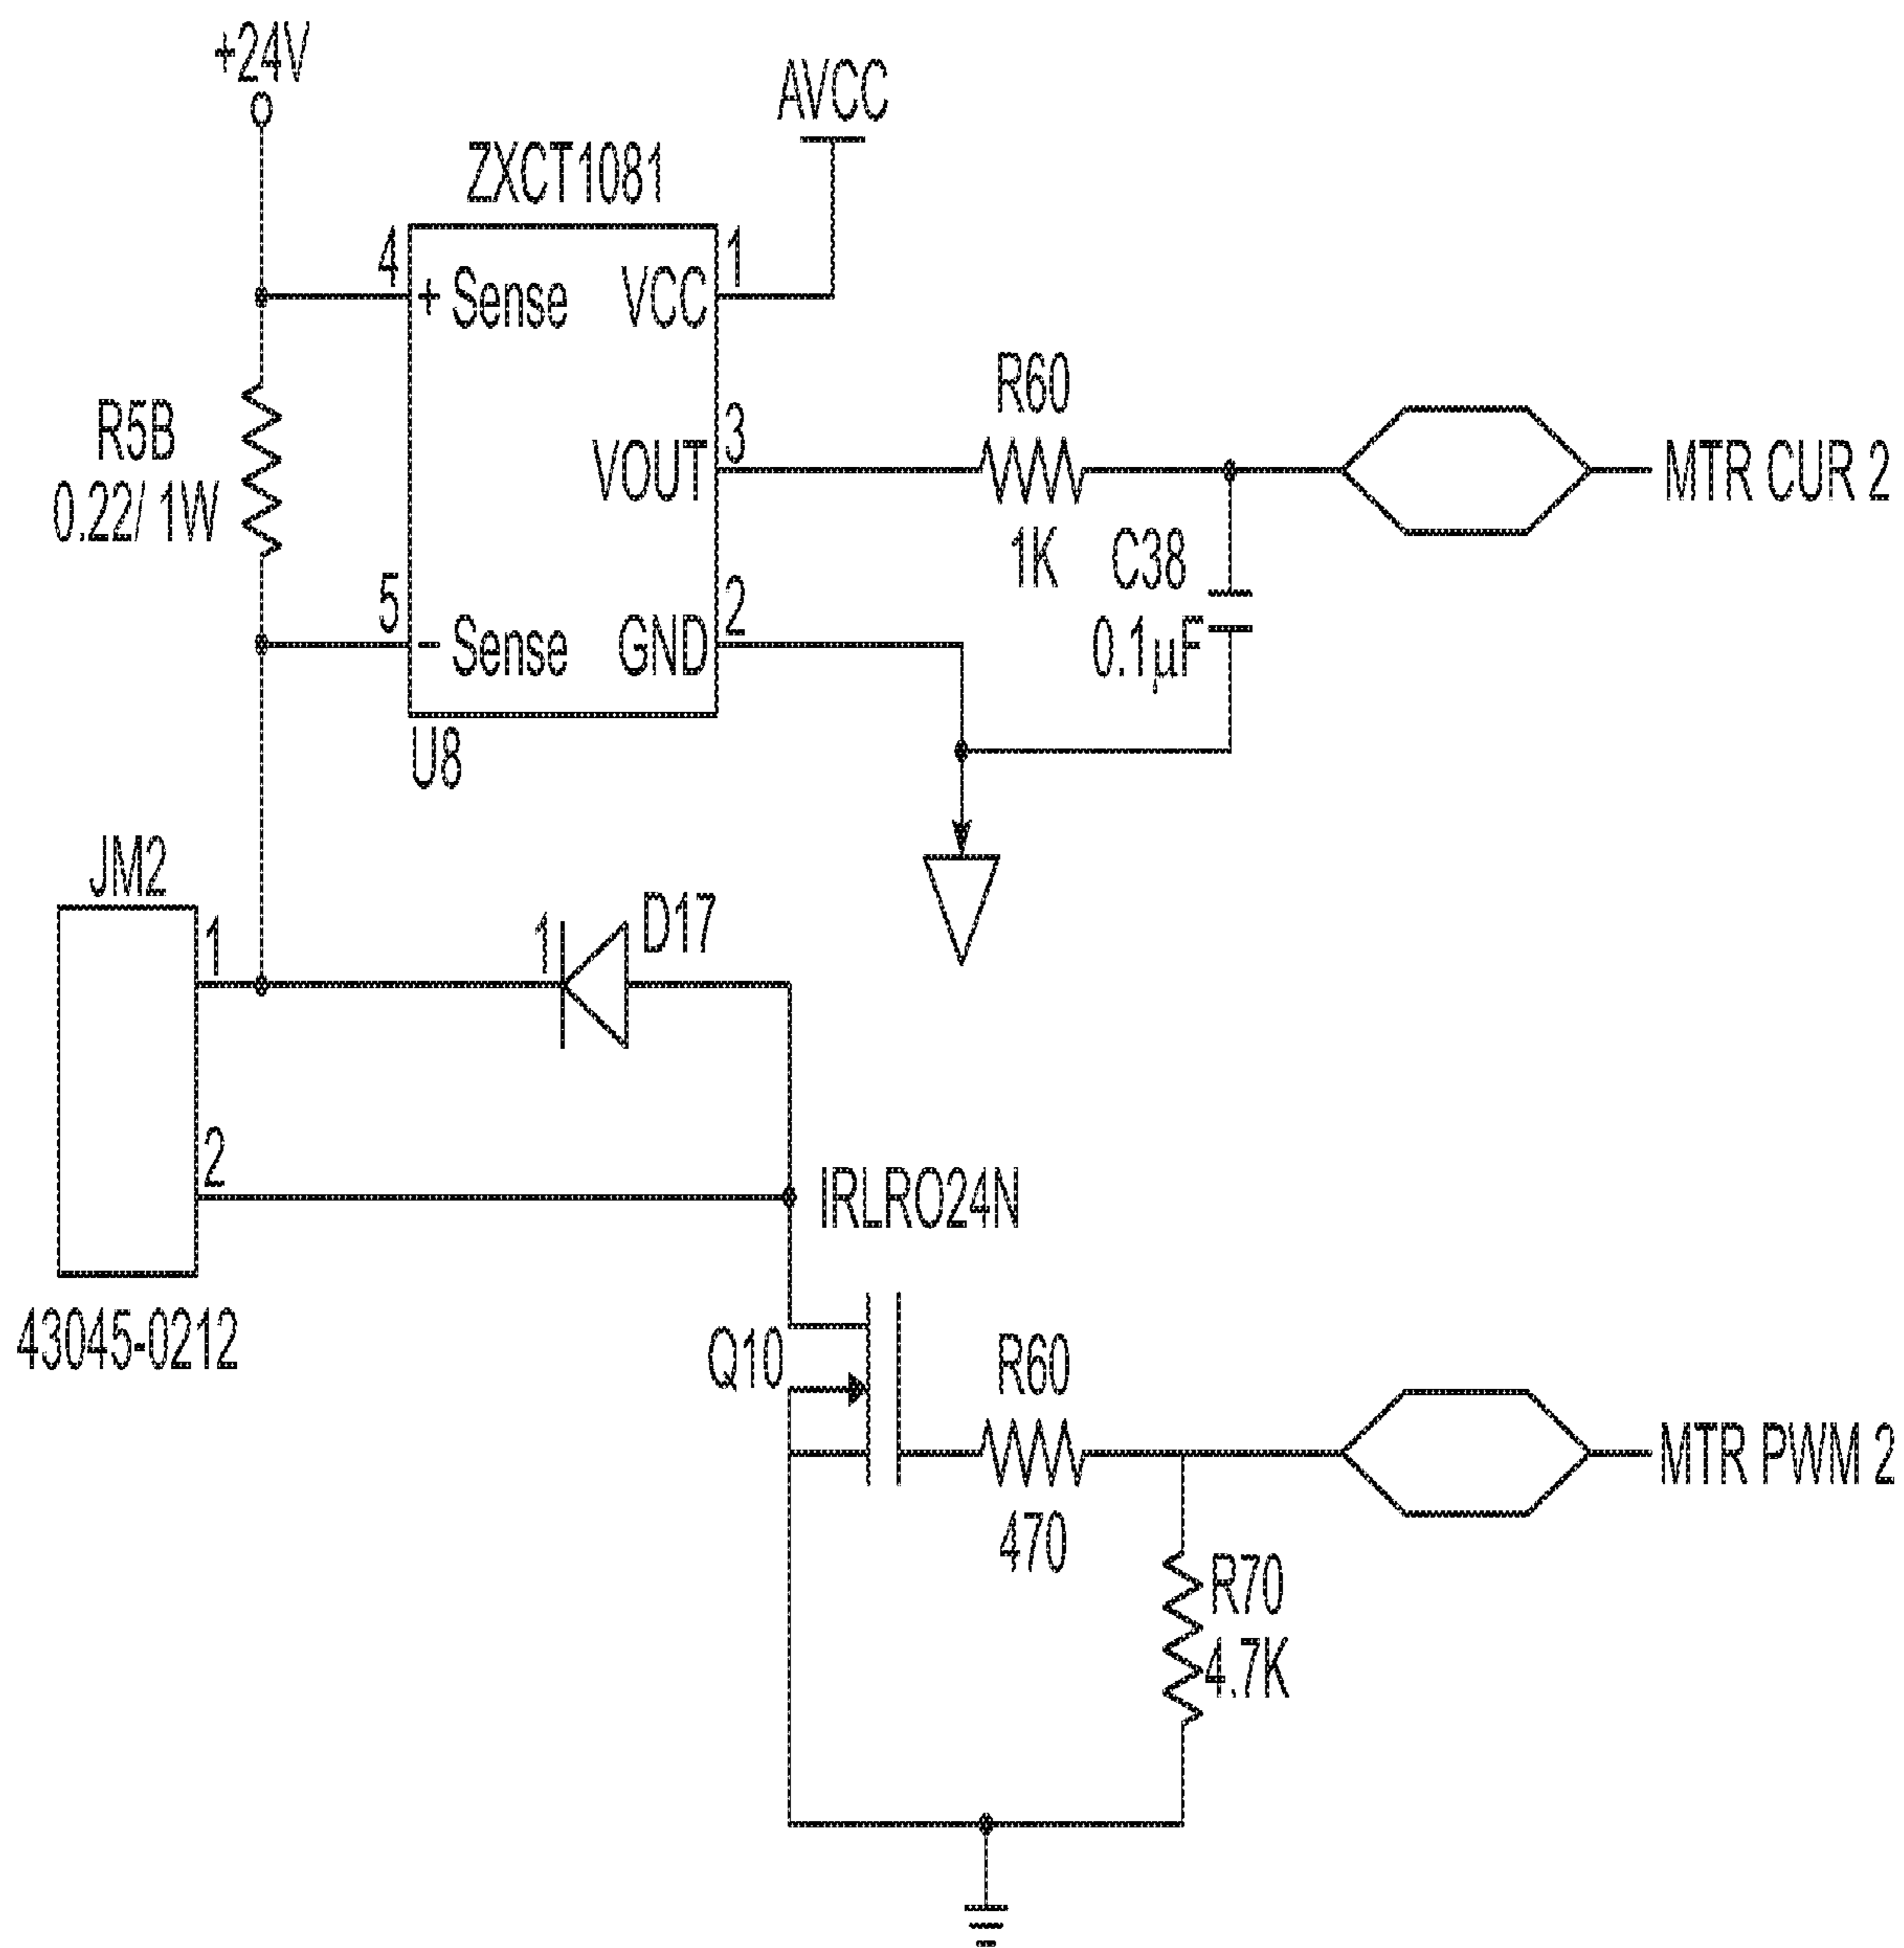 +24V
AVCC
ZXCT1081
4
+ Sense
VCC
1
R5B
0.22/ 1W
VOUT
3
R60
1K
MTR CUR 2
5
- Sense
GND
2
C38
0.1µF
U8
JM2
1
1
D17
2
IRLRO24N
43045-0212
Q10
R60
470
MTR PWM 2
R70
4.7K